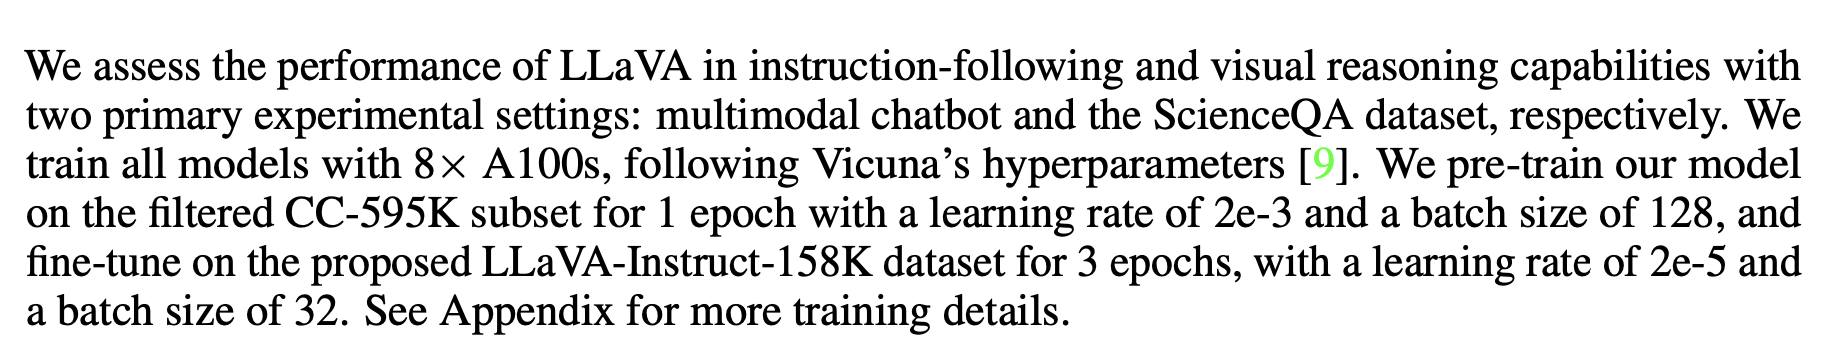 We assess the performance of LLaVA in instruction-following and visual reasoning capabilities with
two primary experimental settings: multimodal chatbot and the ScienceQA dataset, respectively. We
train all models with 8× A100s, following Vicuna’s hyperparameters [9]. We pre-train our model
on the filtered CC-595K subset for 1 epoch with a learning rate of 2e-3 and a batch size of 128, and
fine-tune on the proposed LLaVA-Instruct-158K dataset for 3 epochs, with a learning rate of 2e-5 and
a batch size of 32. See Appendix for more training details.